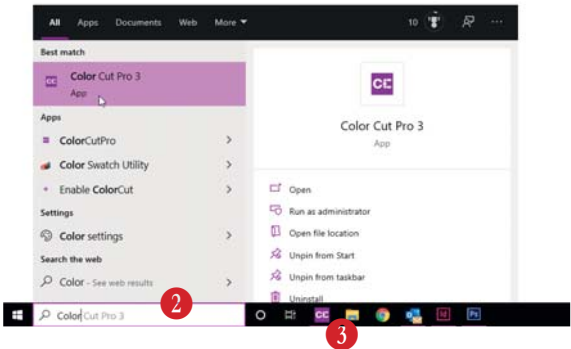 All Apps Documents Web More 10 ...
Best match
Color Cut Pro 3
App
Apps
ColorCutPro
Color Swatch Utility
Enable ColorCut
Settings
Color settings
Search the web
Color - See web results
CC
Color Cut Pro 3
App
Open
Run as administrator
Open file location
Unpin from Start
Unpin from taskbar
Uninstall
Color Cut Pro 3
2
CC
Id
Ps
3